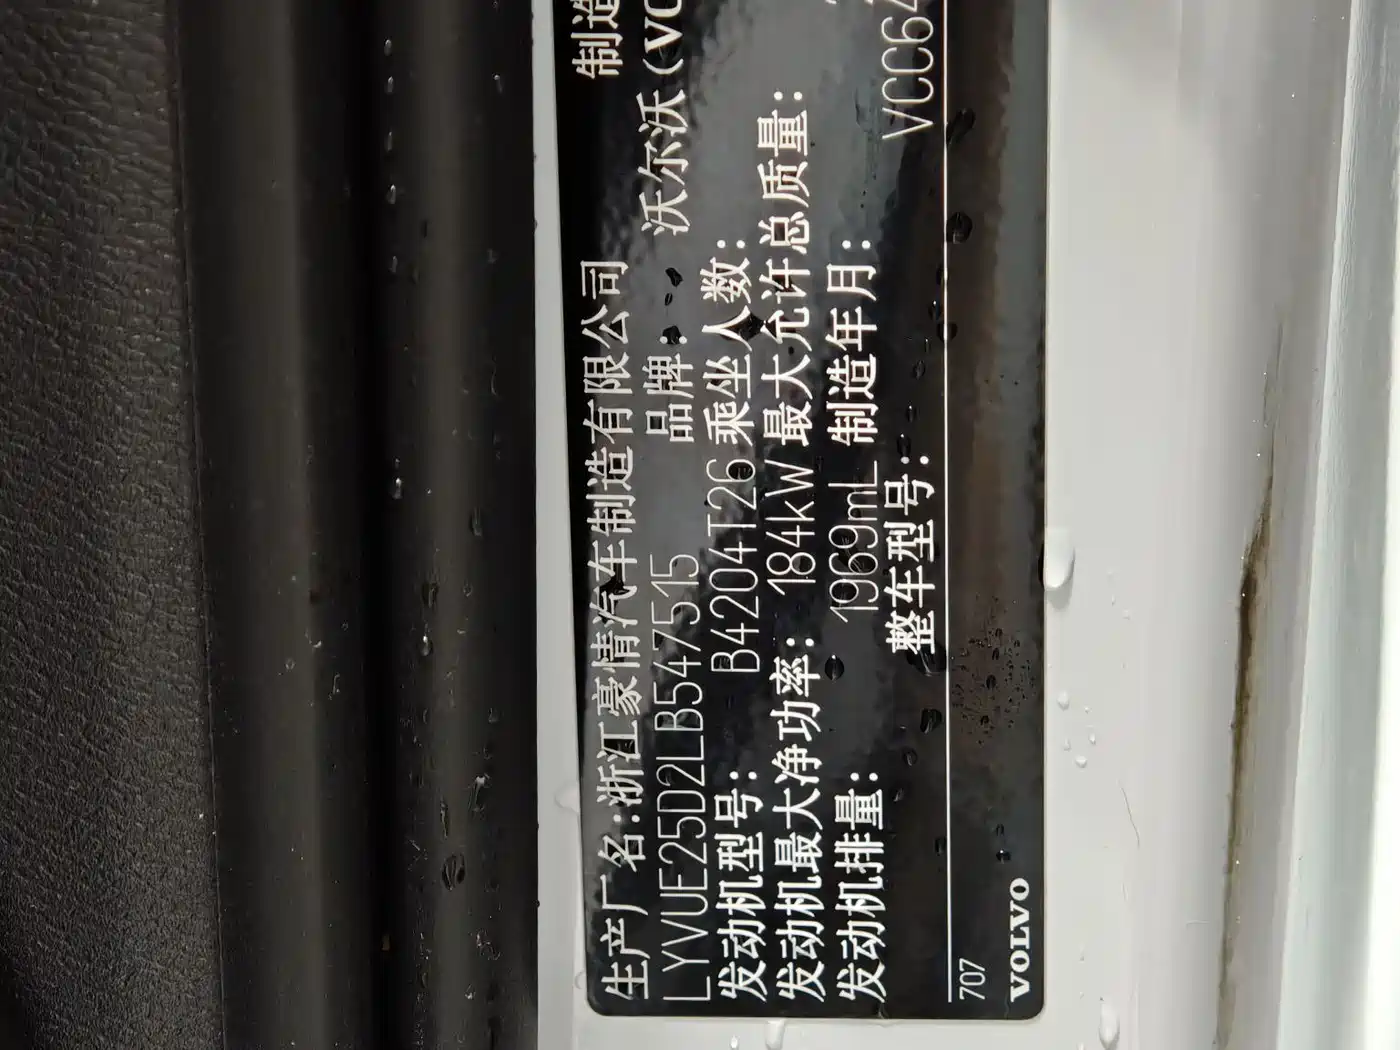 生产厂名:浙江豪情汽车制造有限公司 制造
LYVUE25D2LB547515 品牌: 沃尔沃(VO
发动机型号: B4204T26 乘坐人数:
发动机最大净功率: 184kW 最大允许总质量:
发动机排量: 1969mL 制造年月:
整车型号: VCC64
707
VOLVO